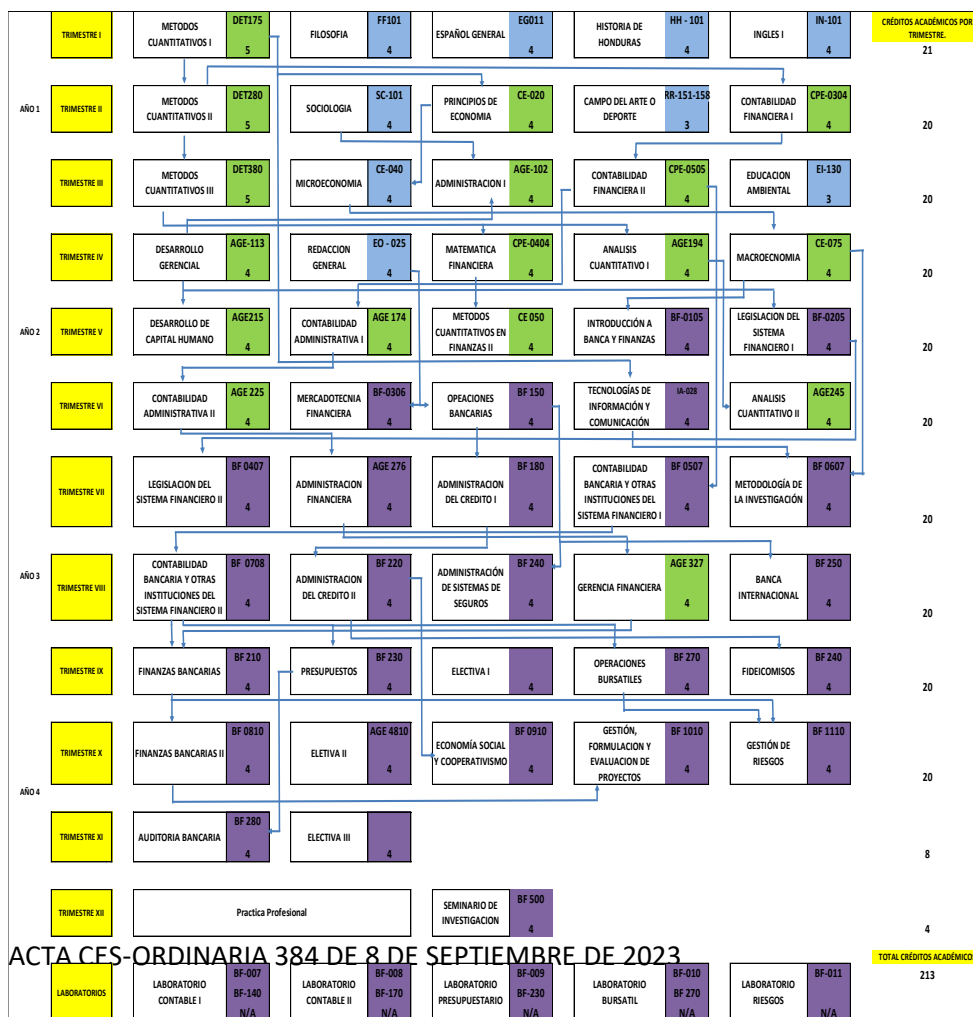 TRIMESTRE I
METODOS
CUANTITATIVOS I
DET175
5
FILOSOFIA
FF101
4
ESPAÑOL GENERAL
EG011
4
HISTORIA DE
HONDURAS
HH - 101
4
INGLES I
IN-101
4
CRÉDITOS ACADÉMICOS POR
TRIMESTRE.
21
AÑO 1
TRIMESTRE II
METODOS
CUANTITATIVOS II
DET280
5
SOCIOLOGIA
SC-101
4
PRINCIPIOS DE
ECONOMIA
CE-020
4
CAMPO DEL ARTE O
DEPORTE
RR-151-158
3
CONTABILIDAD
FINANCIERA I
CPE-0304
4
20
TRIMESTRE III
METODOS
CUANTITATIVOS III
DET380
5
MICROECONOMIA
CE-040
4
ADMINISTRACION I
AGE-102
4
CONTABILIDAD
FINANCIERA II
CPE-0505
4
EDUCACION
AMBIENTAL
EI-130
3
20
TRIMESTRE IV
DESARROLLO
GERENCIAL
AGE-113
4
REDACCION
GENERAL
EO - 025
4
MATEMATICA
FINANCIERA
CPE-0404
4
ANALISIS
CUANTITATIVO I
AGE194
4
MACROECNOMIA
CE-075
4
20
AÑO 2
TRIMESTRE V
DESARROLLO DE
CAPITAL HUMANO
AGE215
4
CONTABILIDAD
ADMINISTRATIVA I
AGE 174
4
METODOS
CUANTITATIVOS EN
FINANZAS II
CE 050
4
INTRODUCCIÓN A
BANCA Y FINANZAS
BF-0105
4
LEGISLACION DEL
SISTEMA
FINANCIERO I
BF-0205
4
20
TRIMESTRE VI
CONTABILIDAD
ADMINISTRATIVA II
AGE 225
4
MERCADOTECNIA
FINANCIERA
BF-0306
4
OPEACIONES
BANCARIAS
BF 150
4
TECNOLOGÍAS DE
INFORMACIÓN Y
COMUNICACIÓN
IA-028
4
ANALISIS
CUANTITATIVO II
AGE245
4
20
TRIMESTRE VII
LEGISLACION DEL
SISTEMA FINANCIERO II
BF 0407
4
ADMINISTRACION
FINANCIERA
AGE 276
4
ADMINISTRACION
DEL CREDITO I
BF 180
4
CONTABILIDAD
BANCARIA Y OTRAS
INSTITUCIONES DEL
SISTEMA FINANCIERO I
BF 0507
4
METODOLOGÍA DE
LA INVESTIGACIÓN
BF 0607
4
20
AÑO 3
TRIMESTRE VIII
CONTABILIDAD
BANCARIA Y OTRAS
INSTITUCIONES DEL
SISTEMA FINANCIERO II
BF 0708
4
ADMINISTRACION
DEL CREDITO II
BF 220
4
ADMINISTRACIÓN
DE SISTEMAS DE
SEGUROS
BF 240
4
GERENCIA FINANCIERA
AGE 327
4
BANCA
INTERNACIONAL
BF 250
4
20
TRIMESTRE IX
FINANZAS BANCARIAS
BF 210
4
PRESUPUESTOS
BF 230
4
ELECTIVA I
4
OPERACIONES
BURSATILES
BF 270
4
FIDEICOMISOS
BF 240
4
20
TRIMESTRE X
FINANZAS BANCARIAS II
BF 0810
4
ELETIVA II
AGE 4810
4
ECONOMÍA SOCIAL
Y COOPERATIVISMO
BF 0910
4
GESTIÓN,
FORMULACION Y
EVALUACION DE
PROYECTOS
BF 1010
4
GESTIÓN DE
RIESGOS
BF 1110
4
20
AÑO 4
TRIMESTRE XI
AUDITORIA BANCARIA
BF 280
4
ELECTIVA III
4
8
TRIMESTRE XII
Practica Profesional
SEMINARIO DE
INVESTIGACION
BF 500
4
4
ACTA CES-ORDINARIA 384 DE 8 DE SEPTIEMBRE DE 2023
TOTAL CRÉDITOS ACADÉMICOS
213
LABORATORIOS
LABORATORIO
CONTABLE I
BF-007
BF-140
N/A
LABORATORIO
CONTABLE II
BF-008
BF-170
N/A
LABORATORIO
PRESUPUESTARIO
BF-009
BF-230
N/A
LABORATORIO
BURSATIL
BF-010
BF 270
N/A
LABORATORIO
RIESGOS
BF-011
N/A